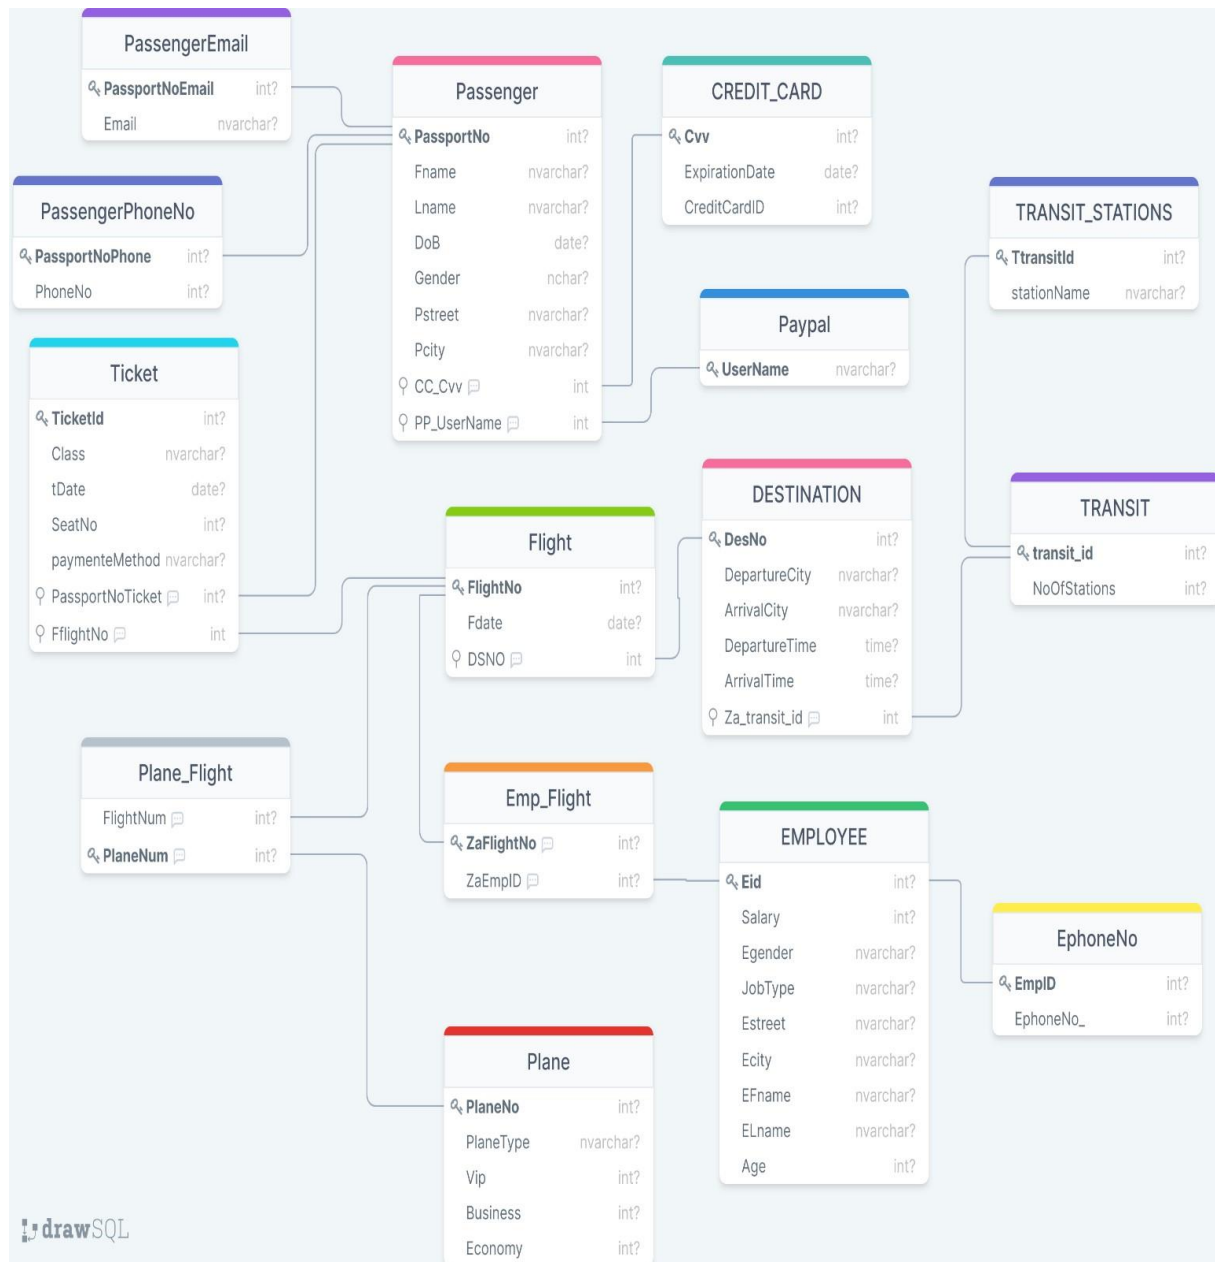 PassengerEmail
PassportNoEmail int?
Email nvarchar?
PassengerPhoneNo
PassportNoPhone int?
PhoneNo int?
Ticket
TicketId int?
Class nvarchar?
tDate date?
SeatNo int?
paymenteMethod nvarchar?
PassportNoTicket int?
FflightNo int
Passenger
PassportNo int?
Fname nvarchar?
Lname nvarchar?
DoB date?
Gender nchar?
Pstreet nvarchar?
Pcity nvarchar?
CC_Cvv int
PP_UserName int
CREDIT_CARD
Cvv int?
ExpirationDate date?
CreditCardID int?
Paypal
UserName nvarchar?
TRANSIT_STATIONS
TtransitId int?
stationName nvarchar?
TRANSIT
transit_id int?
NoOfStations int?
DESTINATION
DesNo int?
DepartureCity nvarchar?
ArrivalCity nvarchar?
DepartureTime time?
ArrivalTime time?
Za_transit_id int
Flight
FlightNo int?
Fdate date?
DSNO int
Plane_Flight
FlightNum int?
PlaneNum int?
Emp_Flight
ZaFlightNo int?
ZaEmpID int?
EMPLOYEE
Eid int?
Salary int?
Egender nvarchar?
JobType nvarchar?
Estreet nvarchar?
Ecity nvarchar?
EFname nvarchar?
ELname nvarchar?
Age int?
EphoneNo
EmpID int?
EphoneNo_ int?
Plane
PlaneNo int?
PlaneType nvarchar?
Vip int?
Business int?
Economy int?
drawSQL